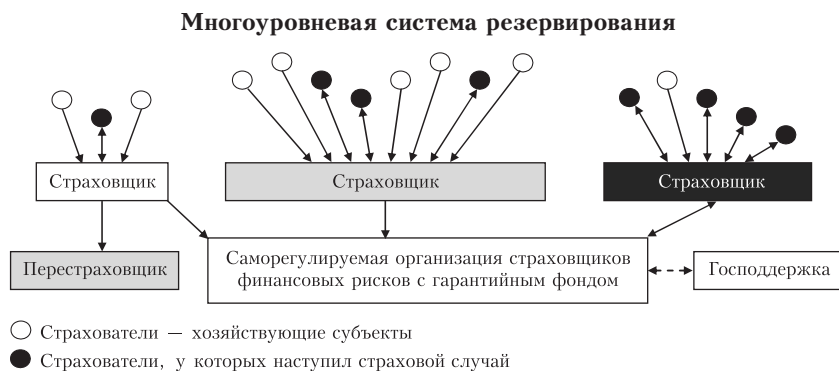 Многоуровневая система резервирования
Страховщик
Страховщик
Страховщик
Перестраховщик
Саморегулируемая организация страховщиков
финансовых рисков с гарантийным фондом
Господдержка
Страхователи — хозяйствующие субъекты
Страхователи, у которых наступил страховой случай